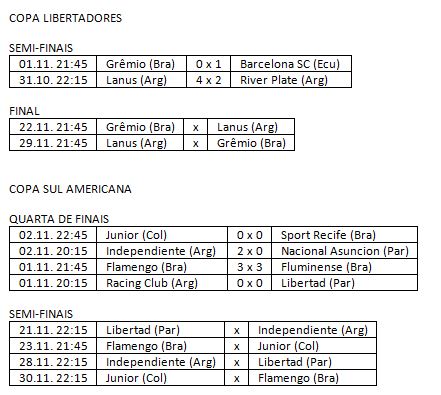 COPA LIBERTADORES
SEMI-FINAIS
01.11. 21:45 Grêmio (Bra) 0 x 1 Barcelona SC (Ecu)
31.10. 22:15 Lanus (Arg) 4 x 2 River Plate (Arg)
FINAL
22.11. 21:45 Grêmio (Bra) x Lanus (Arg)
29.11. 21:45 Lanus (Arg) x Grêmio (Bra)
COPA SUL AMERICANA
QUARTA DE FINAIS
02.11. 22:45 Junior (Col) 0 x 0 Sport Recife (Bra)
02.11. 20:15 Independiente (Arg) 2 x 0 Nacional Asuncion (Par)
01.11. 21:45 Flamengo (Bra) 3 x 3 Fluminense (Bra)
01.11. 20:15 Racing Club (Arg) 0 x 0 Libertad (Par)
SEMI-FINAIS
21.11. 22:15 Libertad (Par) x Independiente (Arg)
23.11. 21:45 Flamengo (Bra) x Junior (Col)
28.11. 22:15 Independiente (Arg) x Libertad (Par)
30.11. 22:15 Junior (Col) x Flamengo (Bra)